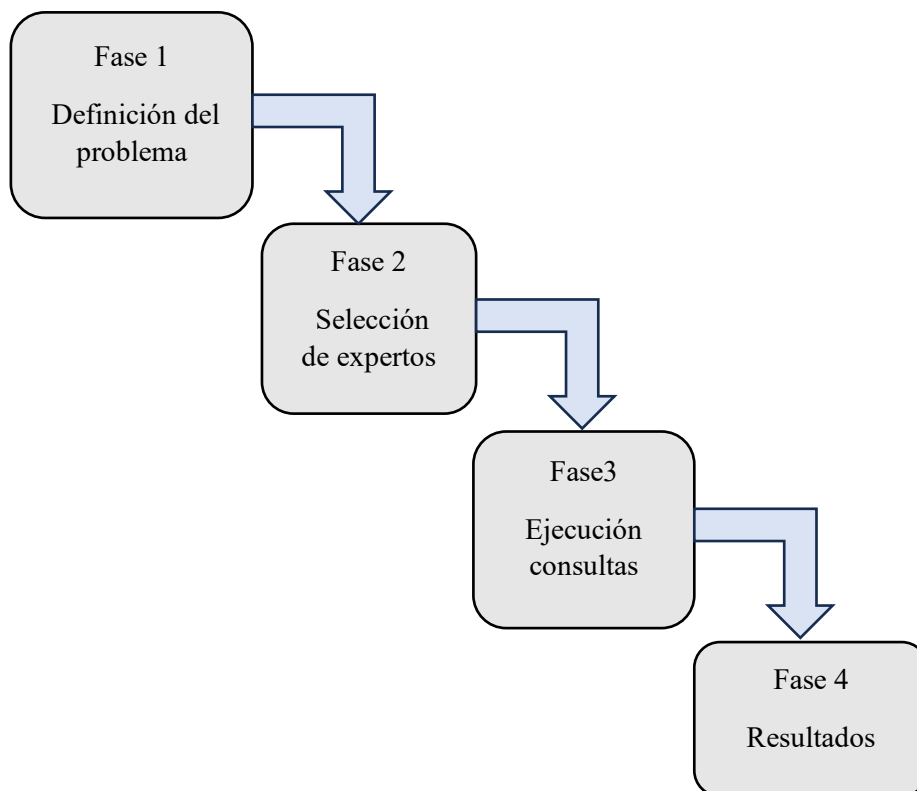 Fase 1
Definición del
problema
Fase 2
Selección
de expertos
Fase3
Ejecución
consultas
Fase 4
Resultados